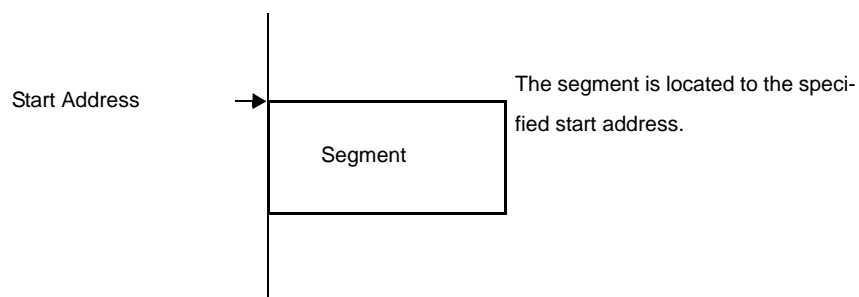 Start Address
The segment is located to the speci-
fied start address.
Segment